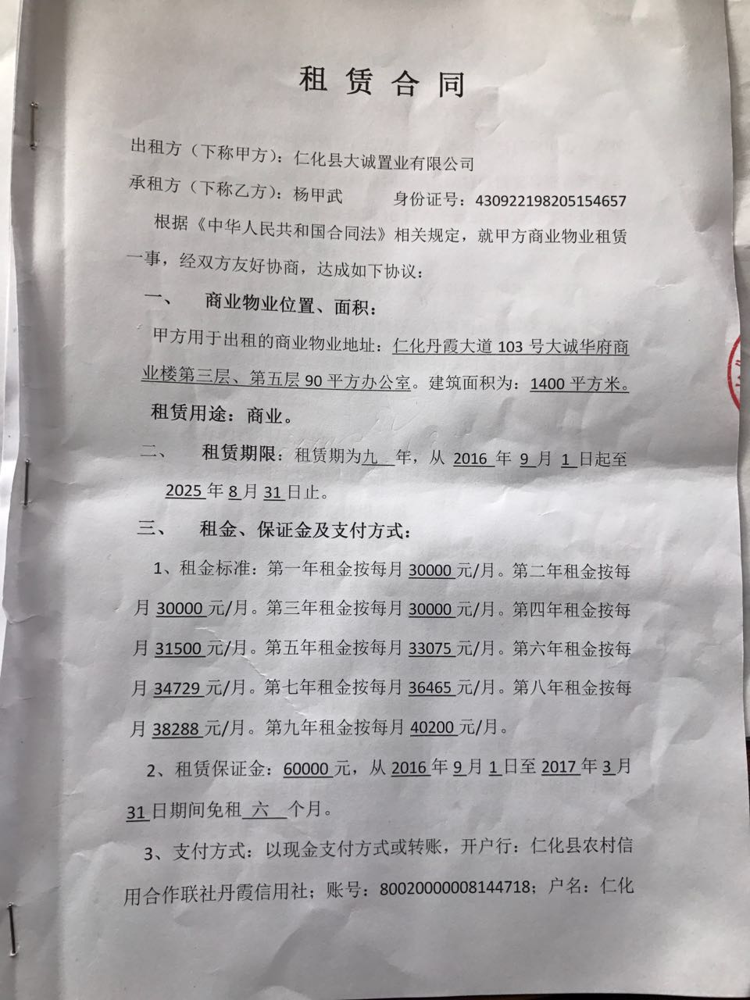 租赁合同
出租方（下称甲方）：仁化县大诚置业有限公司
承租方（下称乙方）：杨甲武 身份证号：430922198205154657
根据《中华人民共和国合同法》相关规定，就甲方商业物业租赁
一事，经双方友好协商，达成如下协议：
一、 商业物业位置、面积：
甲方用于出租的商业物业地址：仁化丹霞大道 103 号大诚华府商
业楼第三层、第五层 90 平方办公室。建筑面积为：1400 平方米。
租赁用途：商业。
二、 租赁期限：租赁期为九 年，从 2016 年 9 月 1 日起至
2025 年 8 月 31 日止。
三、 租金、保证金及支付方式：
1、租金标准：第一年租金按每月 30000 元/月。第二年租金按每
月 30000 元/月。第三年租金按每月 30000 元/月。第四年租金按每
月 31500 元/月。第五年租金按每月 33075 元/月。第六年租金按每
月 34729 元/月。第七年租金按每月 36465 元/月。第八年租金按每
月 38288 元/月。第九年租金按每月 40200 元/月。
2、租赁保证金：60000 元，从 2016 年 9 月 1 日至 2017 年 3 月
31 日期间免租 六 个月。
3、支付方式：以现金支付方式或转账，开户行：仁化县农村信
用合作联社丹霞信用社；账号：80020000008144718；户名：仁化